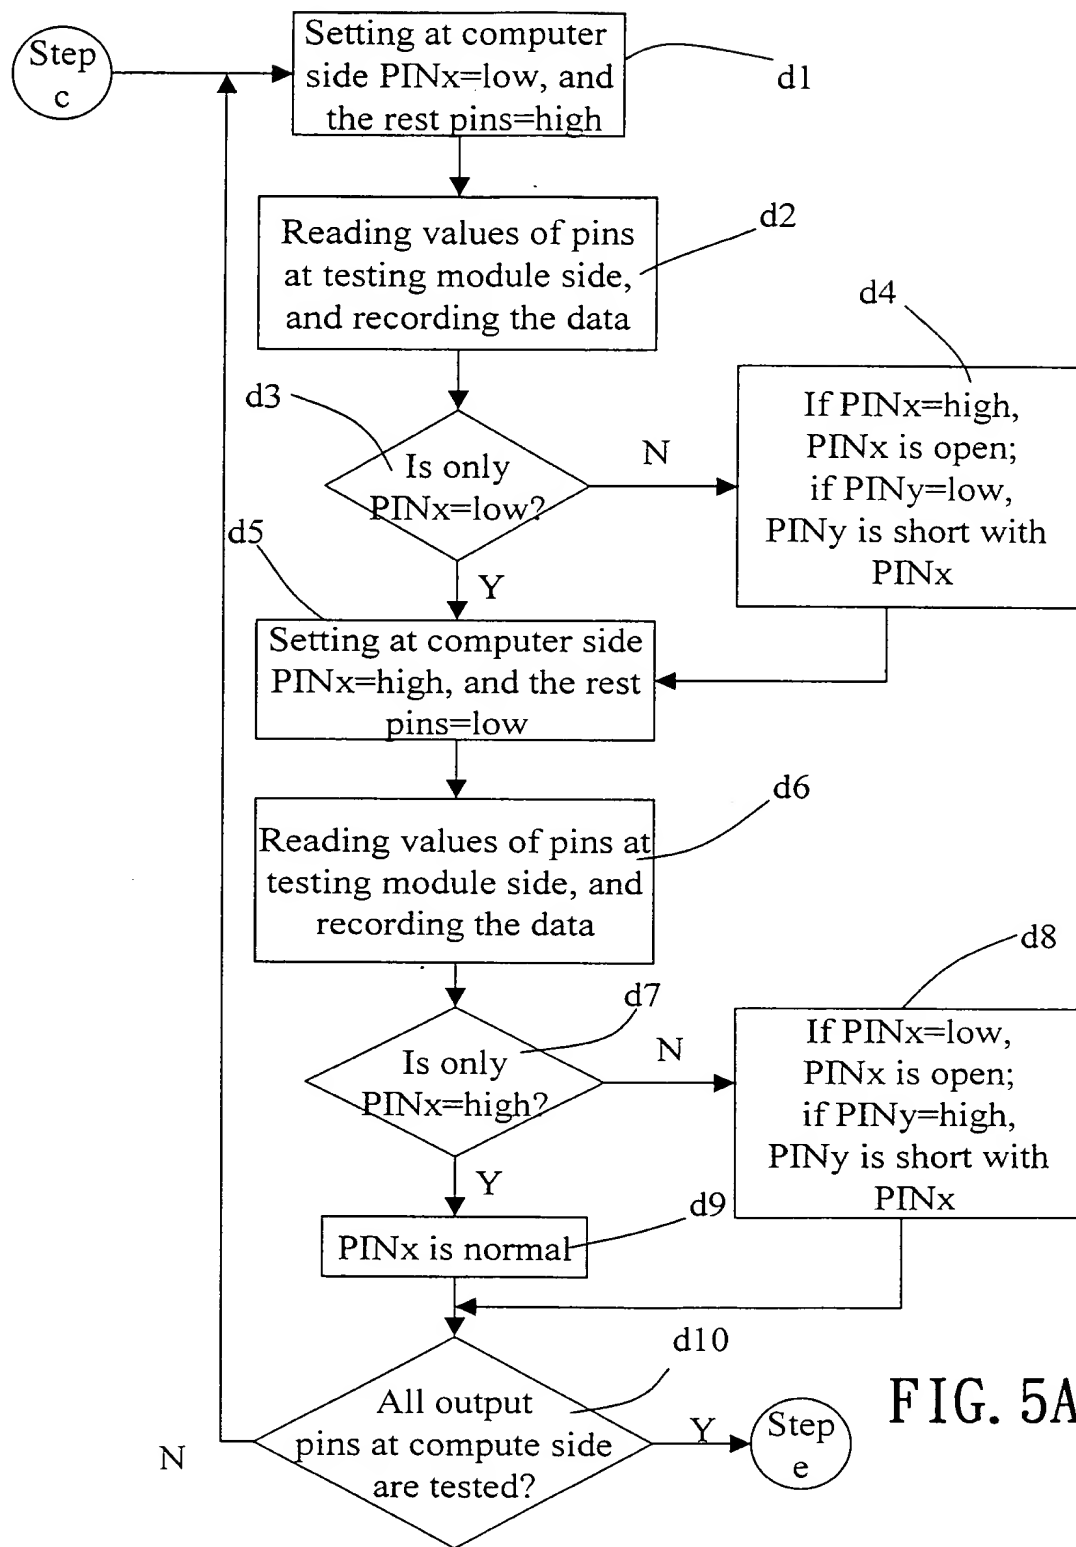 Step
c
Setting at computer
side PINx=low, and
the rest pins=high
d1
Reading values of pins
at testing module side,
and recording the data
d2
d3
Is only
PINx=low?
N
Y
d4
If PINx=high,
PINx is open;
if PINy=low,
PINy is short with
PINx
d5
Setting at computer side
PINx=high, and the rest
pins=low
d6
Reading values of pins at
testing module side, and
recording the data
d7
Is only
PINx=high?
N
Y
d8
If PINx=low,
PINx is open;
if PINy=high,
PINy is short with
PINx
d9
PINx is normal
d10
All output
pins at compute side
are tested?
N
Y
Step
e
FIG. 5A